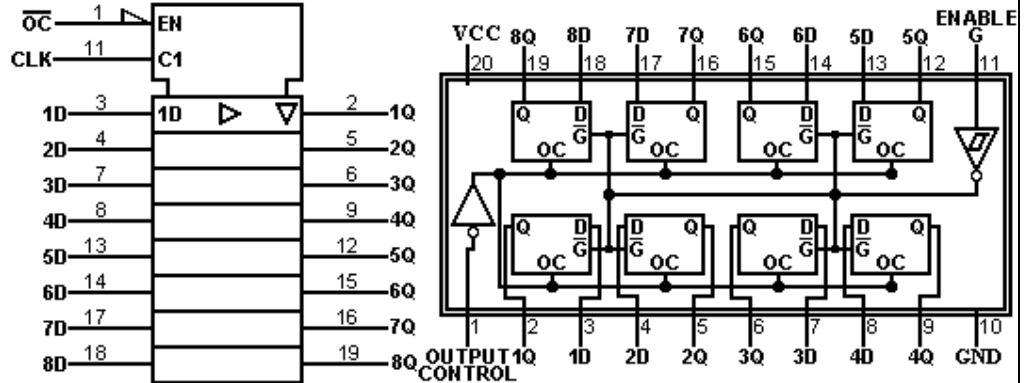 OC 1 EN
CLK 11 C1
1D 3 1D 2 1Q
2D 4 5 2Q
3D 7 6 3Q
4D 8 9 4Q
5D 13 12 5Q
6D 14 15 6Q
7D 17 16 7Q
8D 18 19 8Q
ENABLE
VCC 8Q 8D 7D 7Q 6Q 6D 5D 5Q G
20 19 18 17 16 15 14 13 12 11
Q D D Q Q D D Q
G G G G
OC OC OC OC
Q D D Q Q D D Q
G G G G
OC OC OC OC
1 2 3 4 5 6 7 8 9 10
OUTPUT 1Q 1D 2D 2Q 3Q 3D 4D 4Q GND
CONTROL